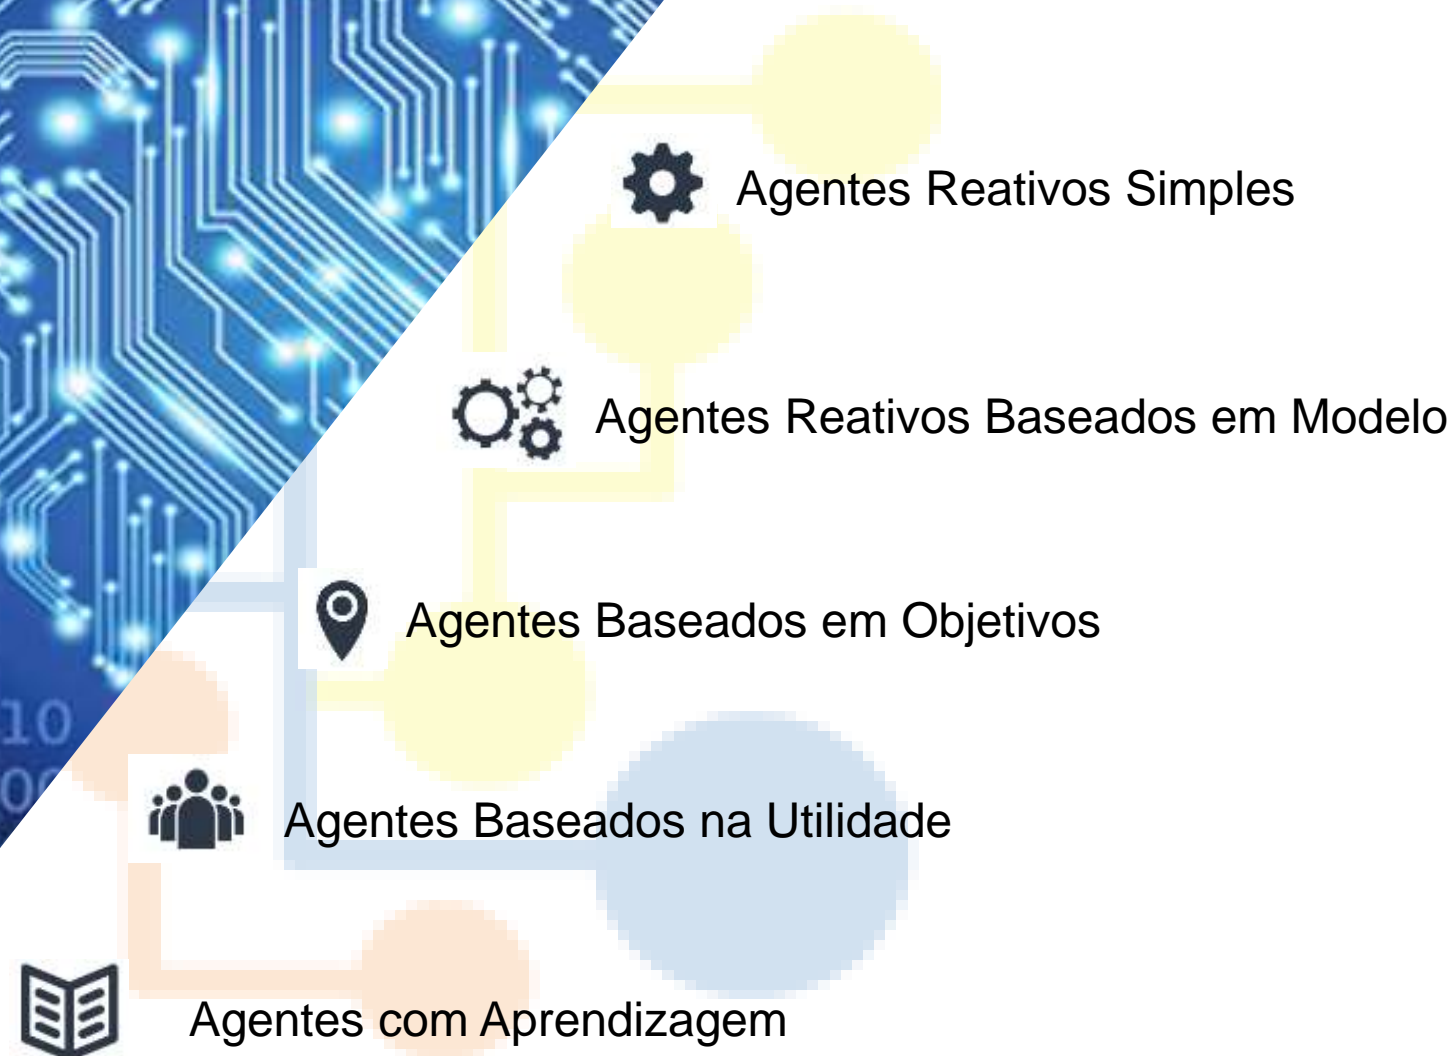 Agentes Reativos Simples
Agentes Reativos Baseados em Modelo
Agentes Baseados em Objetivos
10
Agentes Baseados na Utilidade
Agentes com Aprendizagem